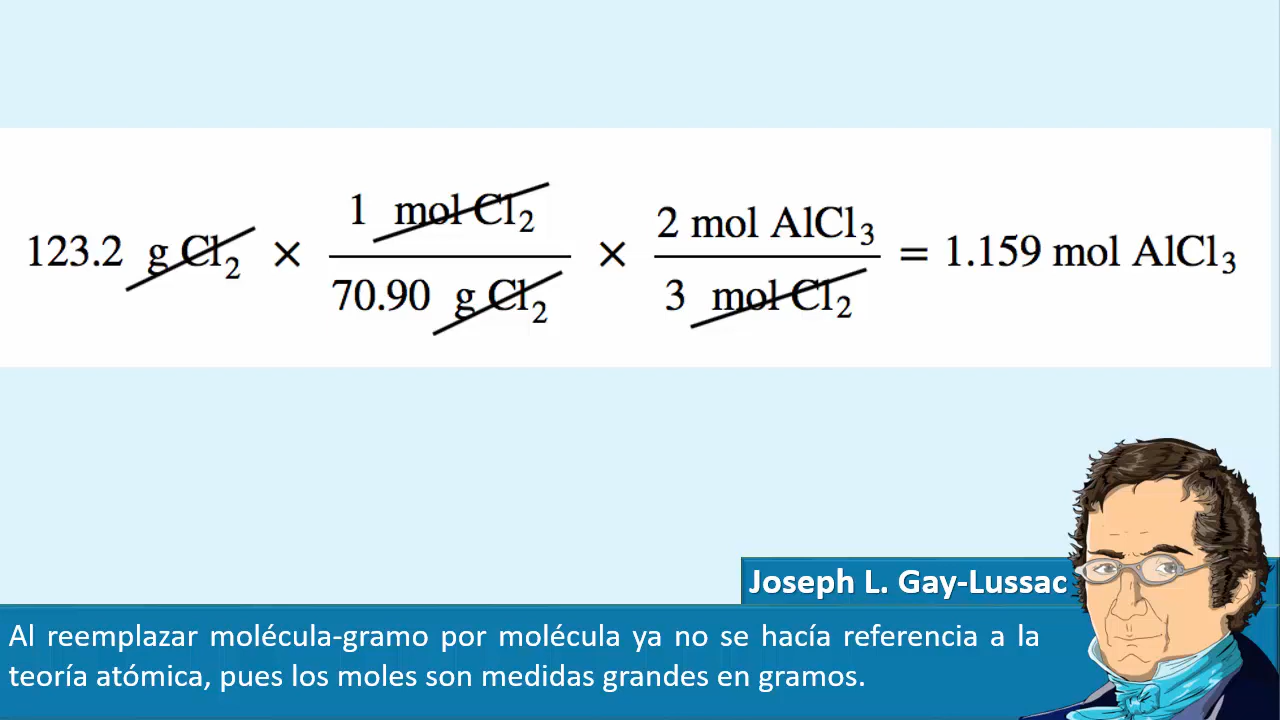 123.2 g Cl₂ × 1 mol Cl₂ / 70.90 g Cl₂ × 2 mol AlCl₃ / 3 mol Cl₂ = 1.159 mol AlCl₃
Joseph L. Gay-Lussac
Al reemplazar molécula-gramo por molécula ya no se hacía referencia a la
teoría atómica, pues los moles son medidas grandes en gramos.